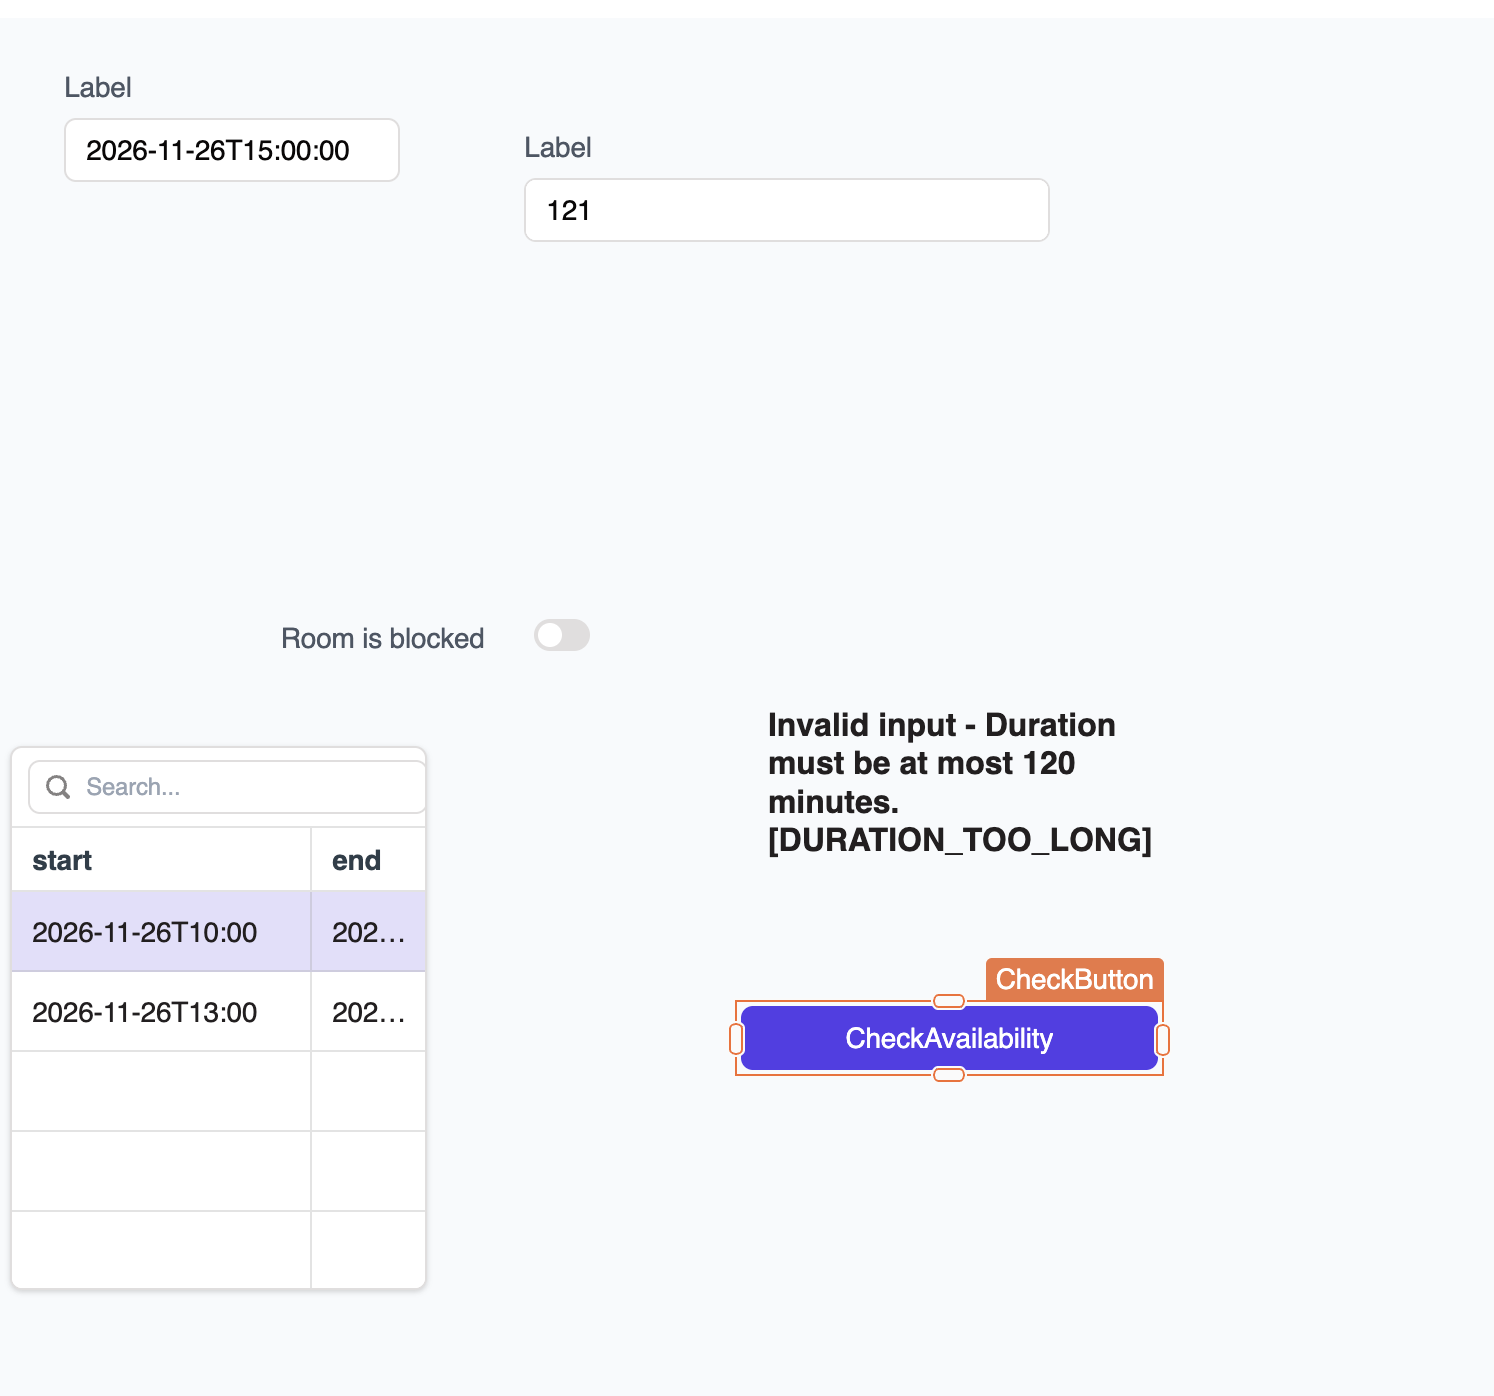 Label
2026-11-26T15:00:00
Label
121
Room is blocked
Invalid input - Duration
must be at most 120
minutes.
[DURATION_TOO_LONG]
Search...
start end
2026-11-26T10:00 202...
2026-11-26T13:00 202...
CheckButton
CheckAvailability